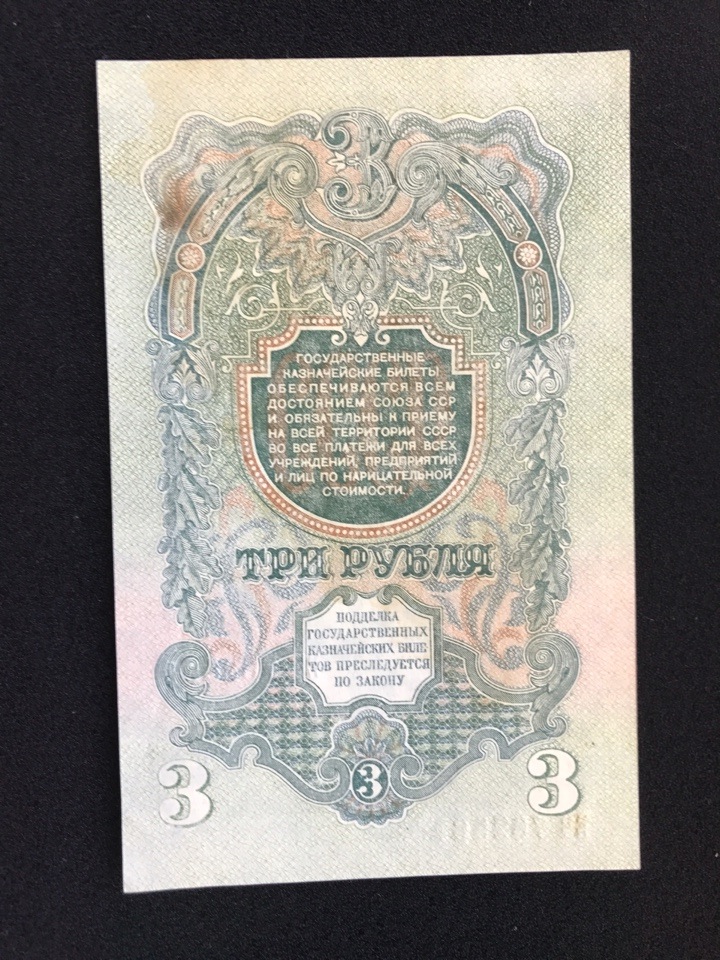 3
ГОСУДАРСТВЕННЫЕ
КАЗНАЧЕЙСКИЕ БИЛЕТЫ
ОБЕСПЕЧИВАЮТСЯ ВСЕМ
ДОСТОЯНИЕМ СОЮЗА ССР
И ОБЯЗАТЕЛЬНЫ К ПРИЕМУ
НА ВСЕЙ ТЕРРИТОРИИ СССР
ВО ВСЕ ПЛАТЕЖИ ДЛЯ ВСЕХ
УЧРЕЖДЕНИЙ, ПРЕДПРИЯТИЙ
И ЛИЦ ПО НАРИЦАТЕЛЬНОЙ
СТОИМОСТИ.
ТРИ РУБЛЯ
ПОДДЕЛКА
ГОСУДАРСТВЕННЫХ
КАЗНАЧЕЙСКИХ БИЛЕ
ТОВ ПРЕСЛЕДУЕТСЯ
ПО ЗАКОНУ
3 3 3